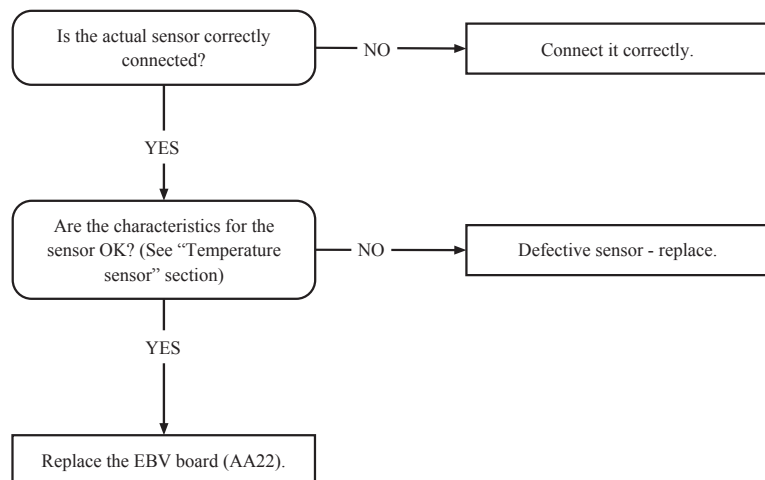 Is the actual sensor correctly
connected?
NO
Connect it correctly.
YES
Are the characteristics for the
sensor OK? (See “Temperature
sensor” section)
NO
Defective sensor - replace.
YES
Replace the EBV board (AA22).